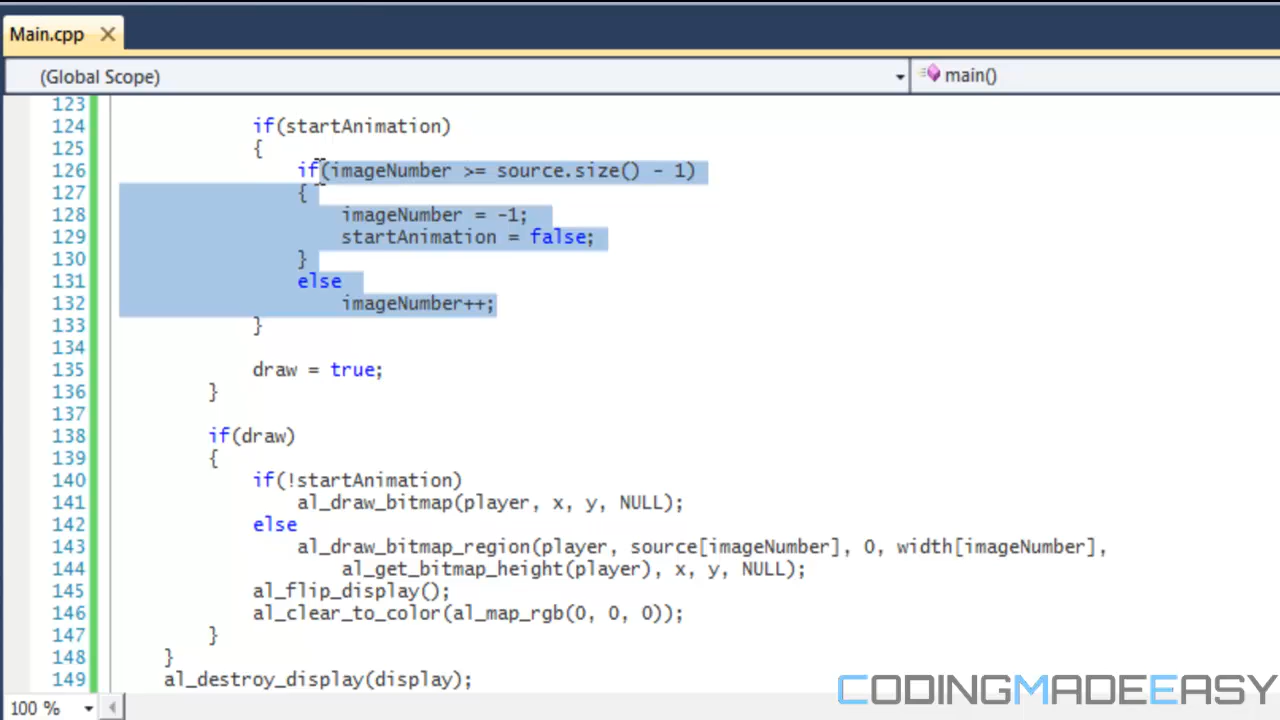 Main.cpp
(Global Scope)
main()
123
124 if(startAnimation)
125 {
126 if(imageNumber >= source.size() - 1)
127 {
128 imageNumber = -1;
129 startAnimation = false;
130 }
131 else
132 imageNumber++;
133 }
134
135 draw = true;
136 }
137
138 if(draw)
139 {
140 if(!startAnimation)
141 al_draw_bitmap(player, x, y, NULL);
142 else
143 al_draw_bitmap_region(player, source[imageNumber], 0, width[imageNumber],
144 al_get_bitmap_height(player), x, y, NULL);
145 al_flip_display();
146 al_clear_to_color(al_map_rgb(0, 0, 0));
147 }
148 }
149 al_destroy_display(display);
100 %
CODINGMADEEASY